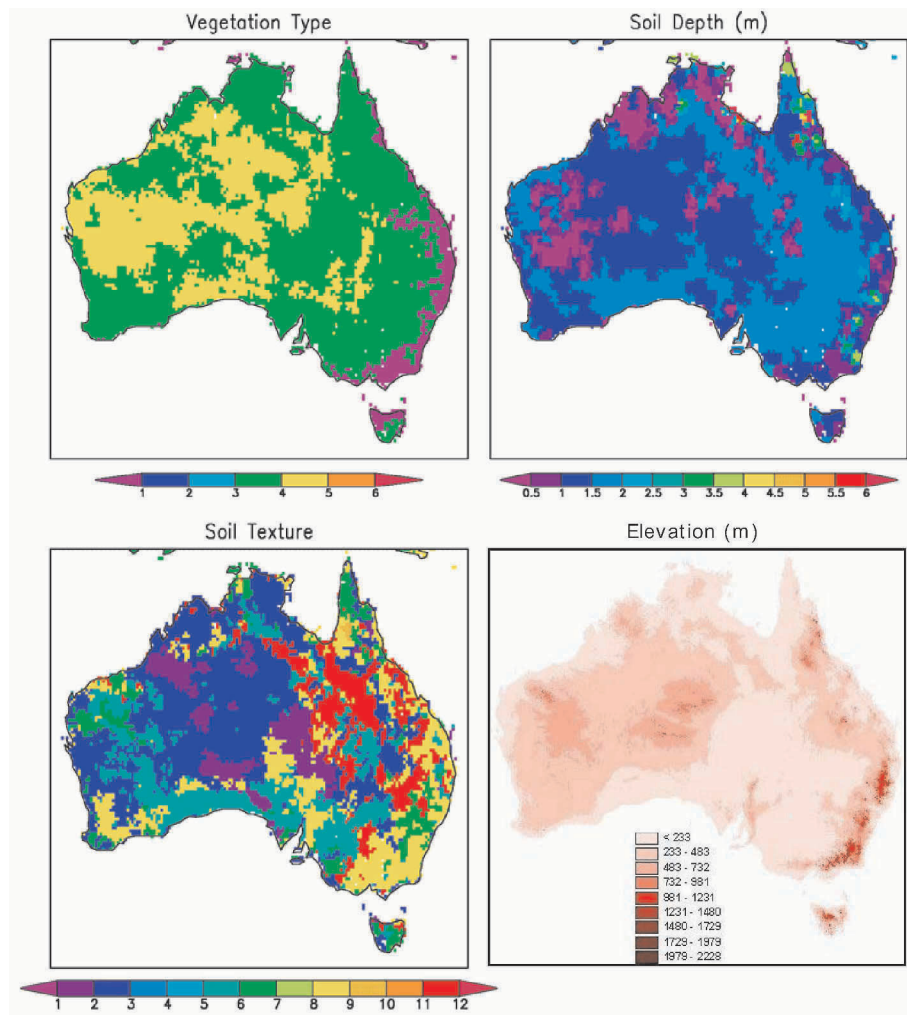 Vegetation Type
Soil Depth (m)
1 2 3 4 5 6
0.5 1 1.5 2 2.5 3 3.5 4 4.5 5 5.5 6
Soil Texture
Elevation (m)
< 233
233 - 483
483 - 732
732 - 981
981 - 1231
1231 - 1480
1480 - 1729
1729 - 1979
1979 - 2228
1 2 3 4 5 6 7 8 9 10 11 12